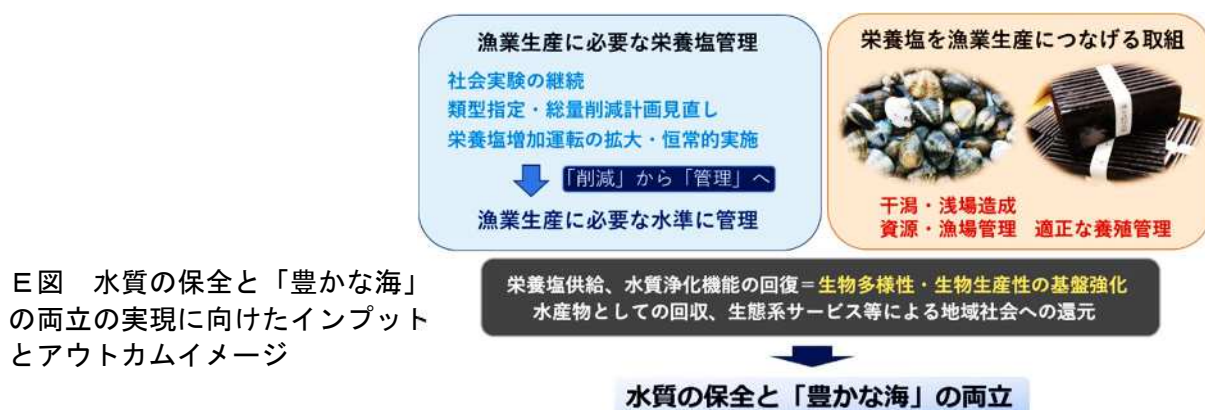 漁業生産に必要な栄養塩管理
社会実験の継続
類型指定・総量削減計画見直し
栄養塩増加運転の拡大・恒常的実施
「削減」から「管理」へ
漁業生産に必要な水準に管理
栄養塩を漁業生産につなげる取組
干潟・浅場造成
資源・漁場管理 適正な養殖管理
栄養塩供給、水質浄化機能の回復=生物多様性・生物生産性の基盤強化
水産物としての回収、生態系サービス等による地域社会への還元
水質の保全と「豊かな海」の両立
E図 水質の保全と「豊かな海」
の両立の実現に向けたインプット
とアウトカムイメージ